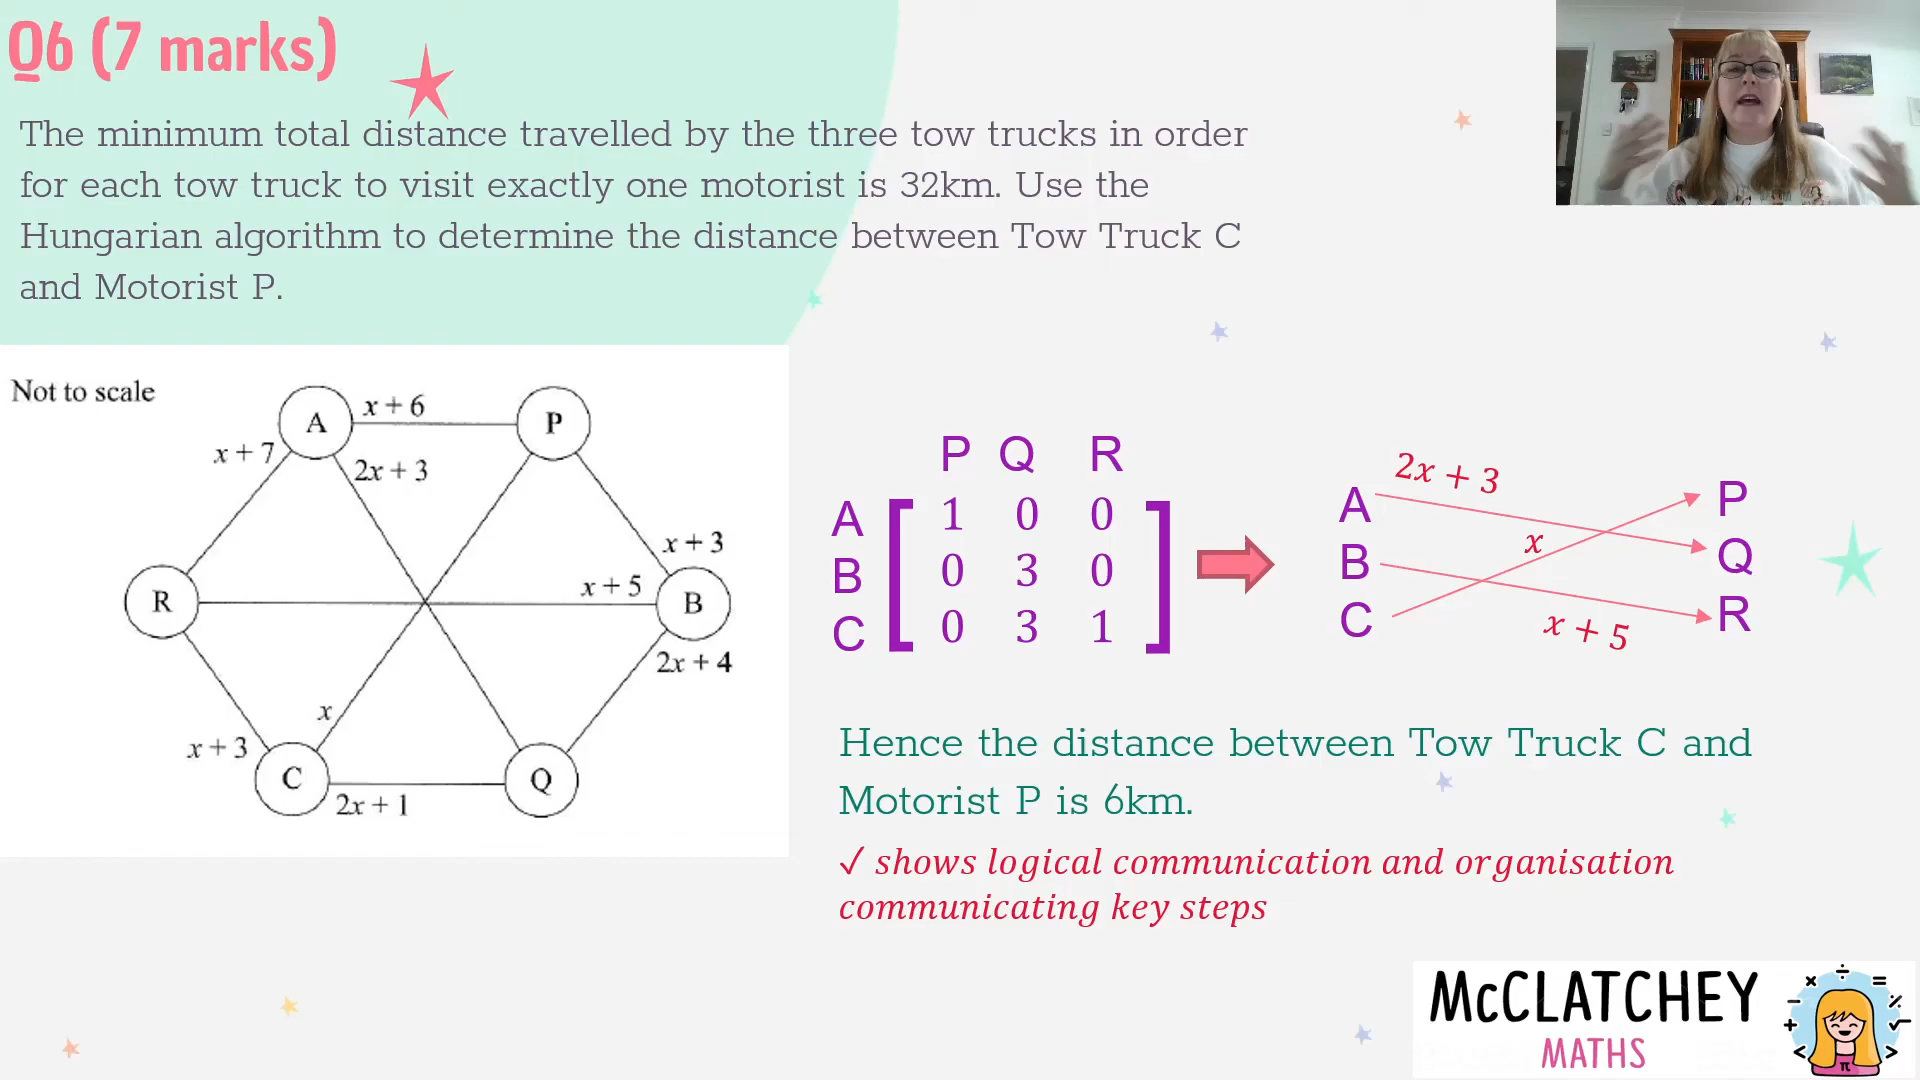 Q6 (7 marks)
The minimum total distance travelled by the three tow trucks in order
for each tow truck to visit exactly one motorist is 32km. Use the
Hungarian algorithm to determine the distance between Tow Truck C
and Motorist P.
Not to scale
A
x + 6
P
x + 7
2x + 3
x + 3
R
x + 5
B
2x + 4
x
x + 3
C
Q
2x + 1
P Q R
A 1 0 0
B 0 3 0
C 0 3 1
2x + 3
A
P
x
B
Q
C
R
x + 5
Hence the distance between Tow Truck C and
Motorist P is 6km.
✓ shows logical communication and organisation
communicating key steps
McCLATCHEY
MATHS
× ÷ =
− %
+ √
< π >